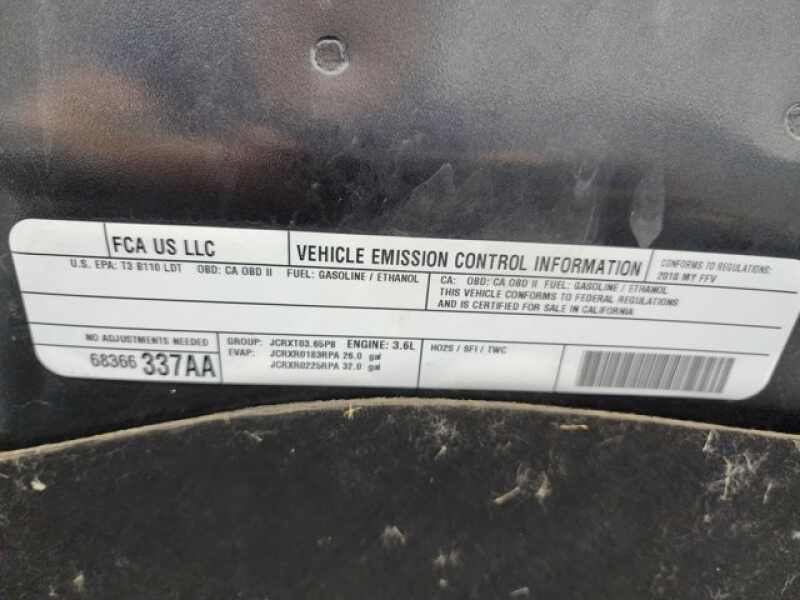 FCA US LLC
VEHICLE EMISSION CONTROL INFORMATION
CONFORMS TO REGULATIONS:
2018 MY FFV
U.S. EPA: T3 B110 LDT OBD: CA OBD II FUEL: GASOLINE / ETHANOL
CA: OBD: CA OBD II FUEL: GASOLINE / ETHANOL
THIS VEHICLE CONFORMS TO FEDERAL REGULATIONS
AND IS CERTIFIED FOR SALE IN CALIFORNIA
NO ADJUSTMENTS NEEDED
68366 337AA
GROUP: JCRXT03.65PB ENGINE: 3.6L
EVAP: JCRXR0183RPA 26.0 gal
JCRXR0225RPA 32.0 gal
HO2S / SFI / TWC